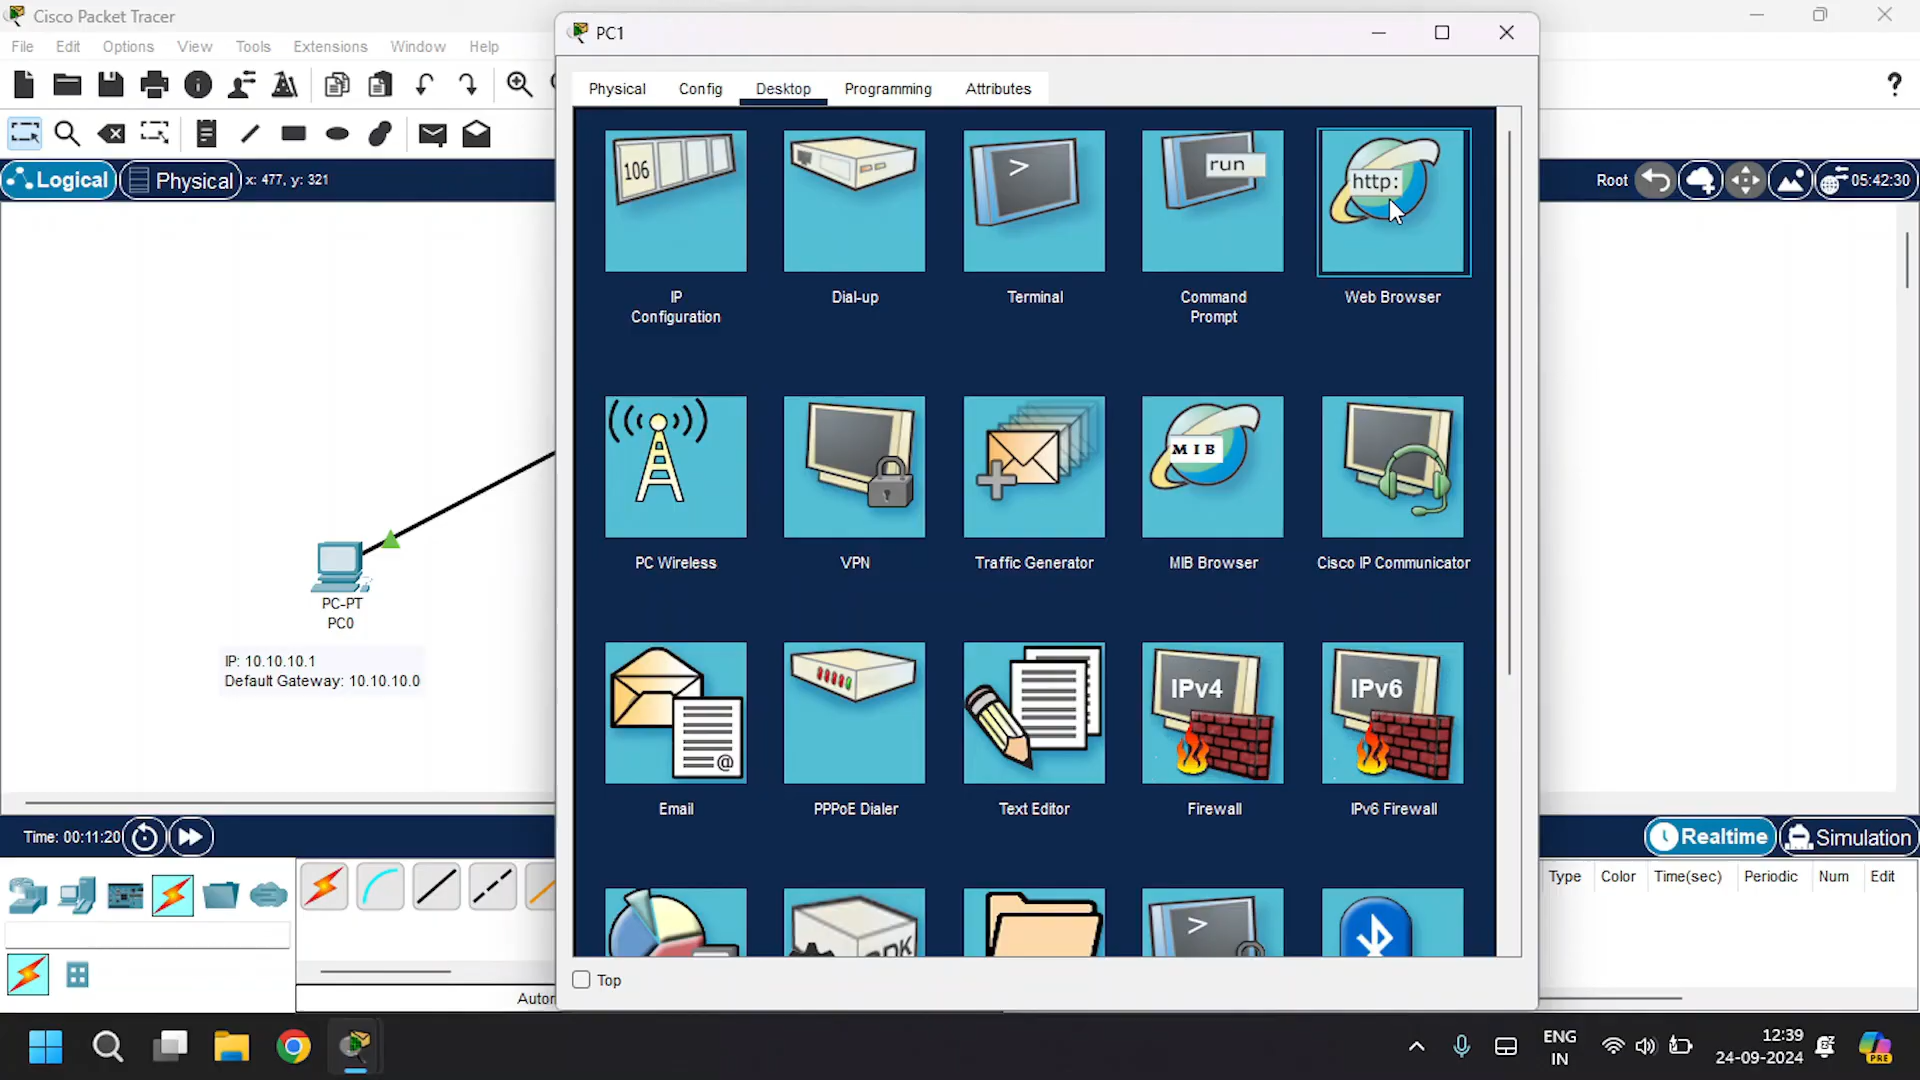 Cisco Packet Tracer
File Edit Options View Tools Extensions Window Help
?
Logical Physical x: 477, y: 321
Root 05:42:30
PC-PT
PC0
IP: 10.10.10.1
Default Gateway: 10.10.10.0
PC1
Physical Config Desktop Programming Attributes
106
>
run
http:
IP
Configuration
Dial-up
Terminal
Command
Prompt
Web Browser
MIB
PC Wireless
VPN
Traffic Generator
MIB Browser
Cisco IP Communicator
@
IPv4
IPv6
Email
PPPoE Dialer
Text Editor
Firewall
IPv6 Firewall
>
Top
Time: 00:11:20
Realtime Simulation
Type Color Time(sec) Periodic Num Edit
Autor
ENG
IN
12:39
24-09-2024
PRE